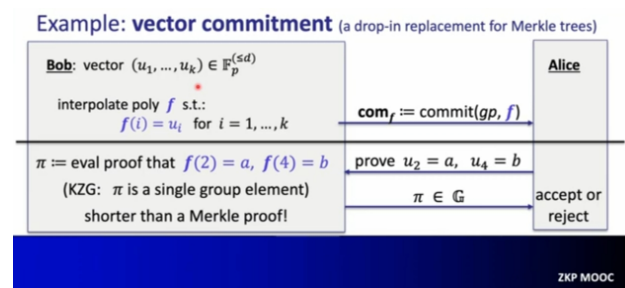 Example: vector commitment (a drop-in replacement for Merkle trees)
Bob: vector (u₁, …, uₖ) ∈ 𝔽ₚ^(≤d)
interpolate poly f s.t.:
f(i) = uᵢ for i = 1, …, k
Alice
com_f := commit(gp, f)
π := eval proof that f(2) = a, f(4) = b
(KZG: π is a single group element)
shorter than a Merkle proof!
prove u₂ = a, u₄ = b
π ∈ 𝔾
accept or
reject
ZKP MOOC